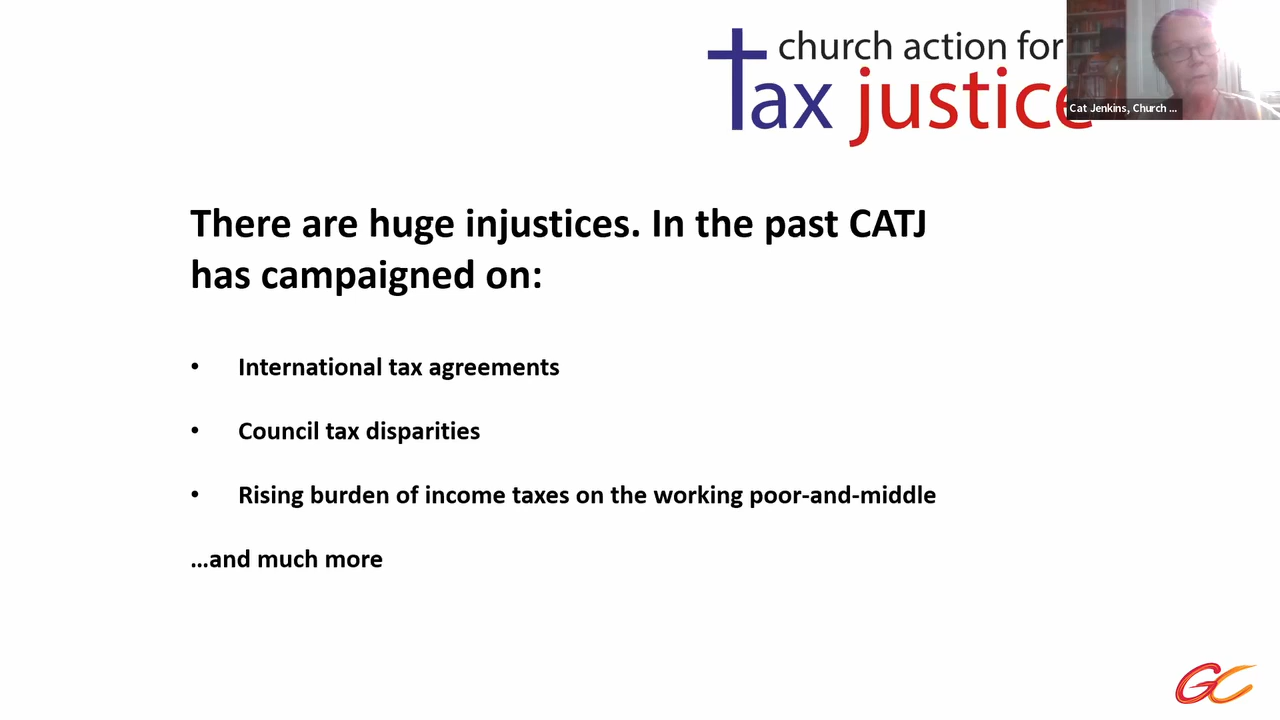 church action for
tax justice
Cat Jenkins, Church ...
There are huge injustices. In the past CATJ
has campaigned on:
• International tax agreements
• Council tax disparities
• Rising burden of income taxes on the working poor-and-middle
...and much more
GC